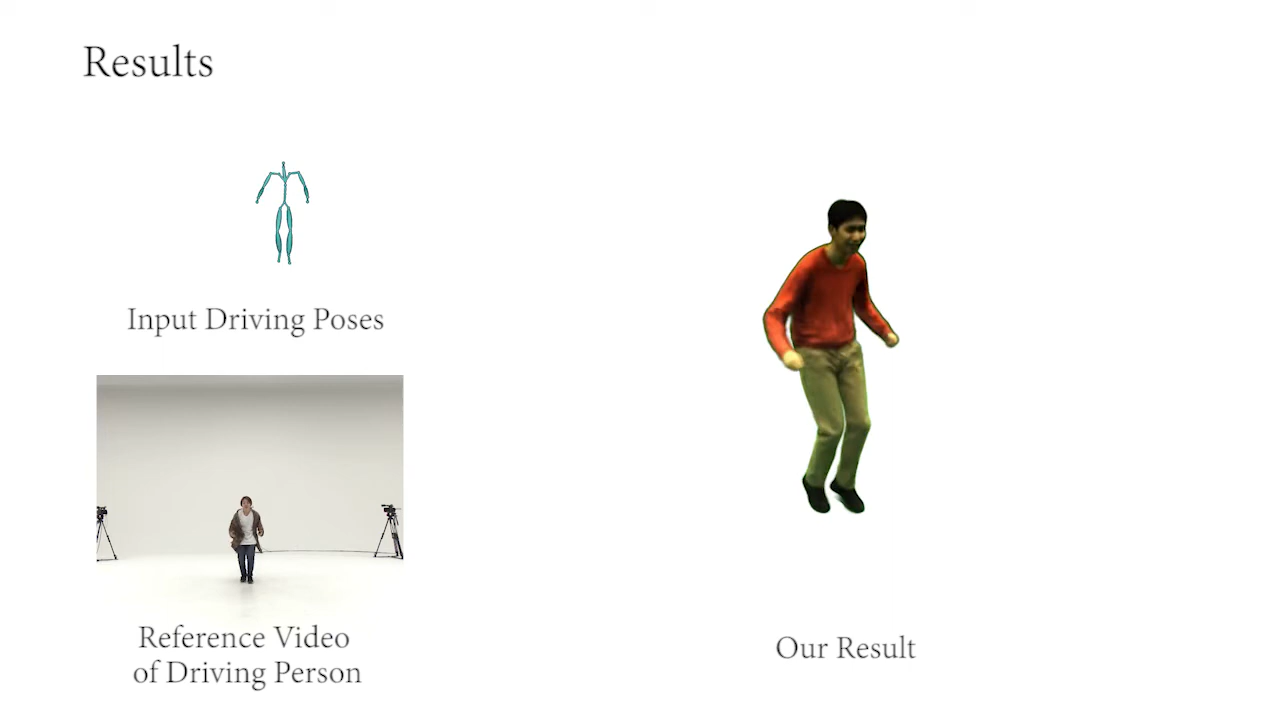 Results
Input Driving Poses
Reference Video
of Driving Person
Our Result